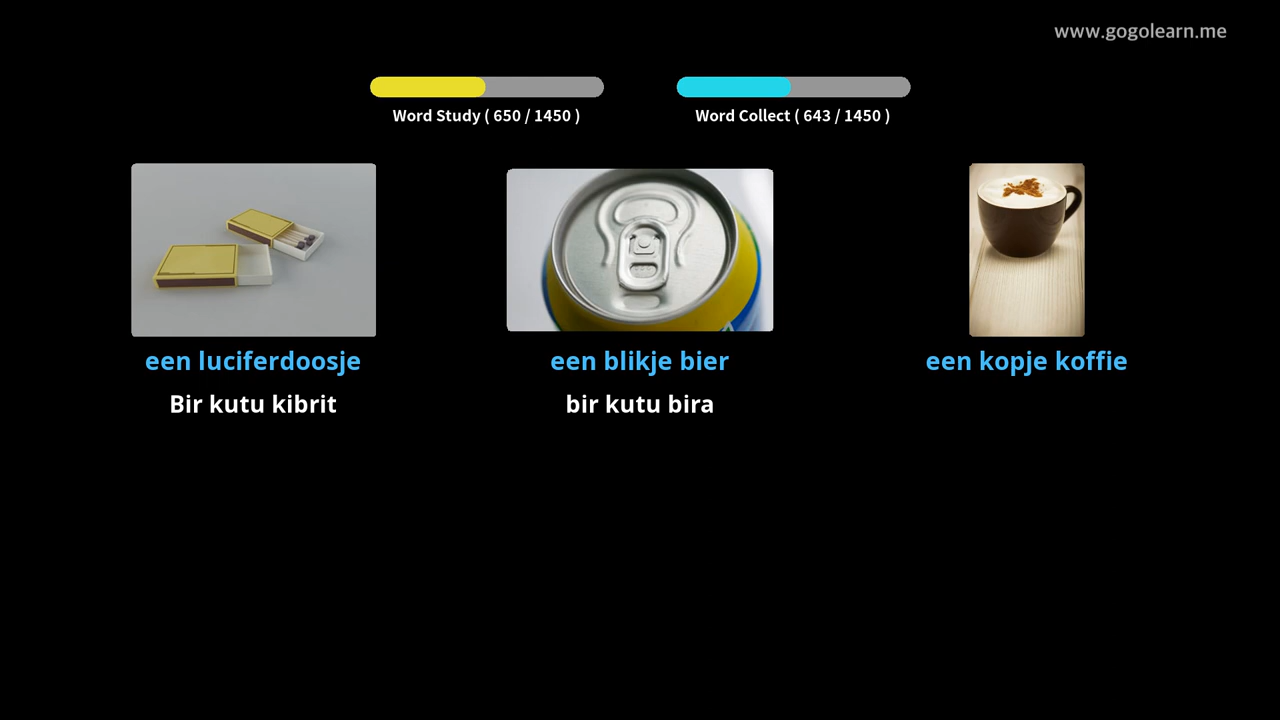 www.gogolearn.me
Word Study ( 650 / 1450 )
Word Collect ( 643 / 1450 )
een luciferdoosje
een blikje bier
een kopje koffie
Bir kutu kibrit
bir kutu bira